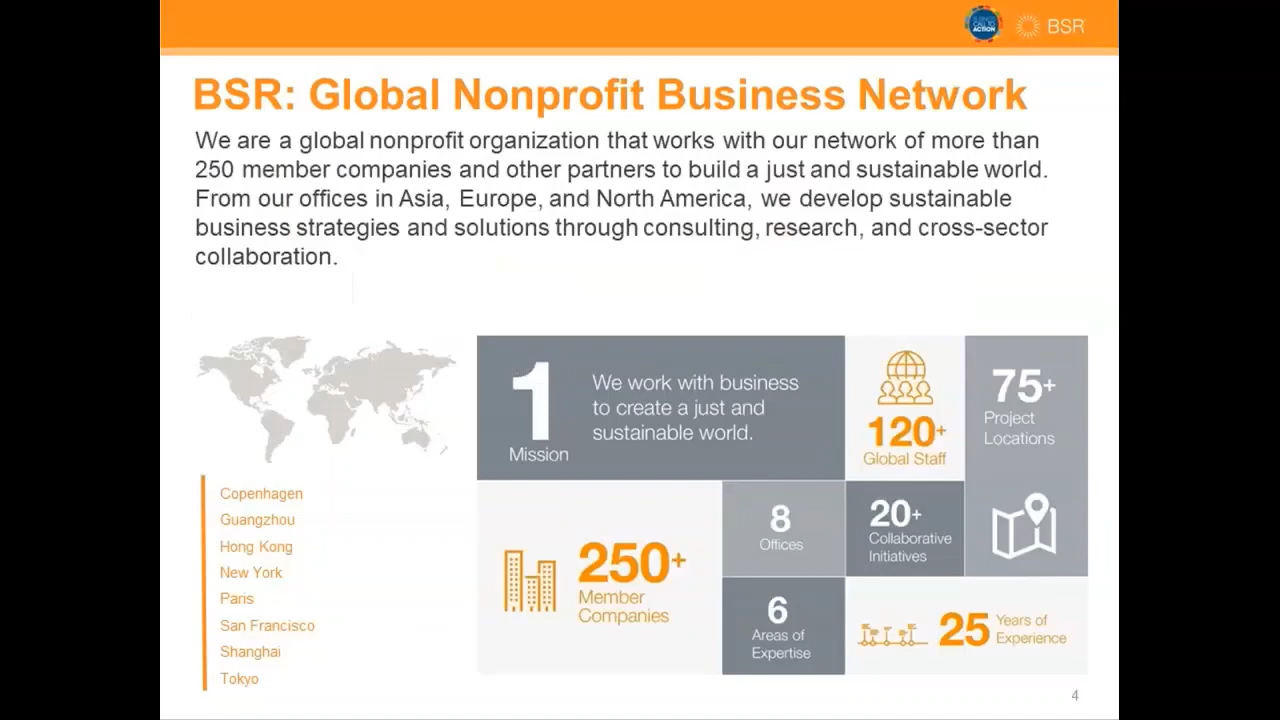 BUSINESS
CALL TO
ACTION
BSR
BSR: Global Nonprofit Business Network
We are a global nonprofit organization that works with our network of more than
250 member companies and other partners to build a just and sustainable world.
From our offices in Asia, Europe, and North America, we develop sustainable
business strategies and solutions through consulting, research, and cross-sector
collaboration.
1
Mission
We work with business
to create a just and
sustainable world.
120+
Global Staff
75+
Project
Locations
Copenhagen
Guangzhou
Hong Kong
New York
Paris
San Francisco
Shanghai
Tokyo
250+
Member
Companies
8
Offices
20+
Collaborative
Initiatives
6
Areas of
Expertise
25
Years of
Experience
4